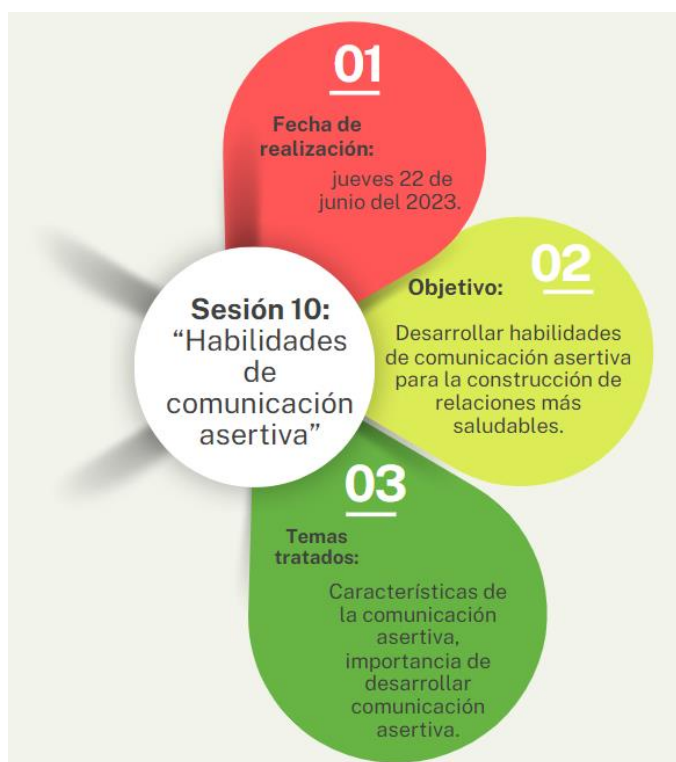 01
Fecha de
realización:
jueves 22 de
junio del 2023.
Sesión 10:
“Habilidades
de
comunicación
asertiva”
02
Objetivo:
Desarrollar habilidades
de comunicación asertiva
para la construcción de
relaciones más
saludables.
03
Temas
tratados:
Características de
la comunicación
asertiva,
importancia de
desarrollar
comunicación
asertiva.